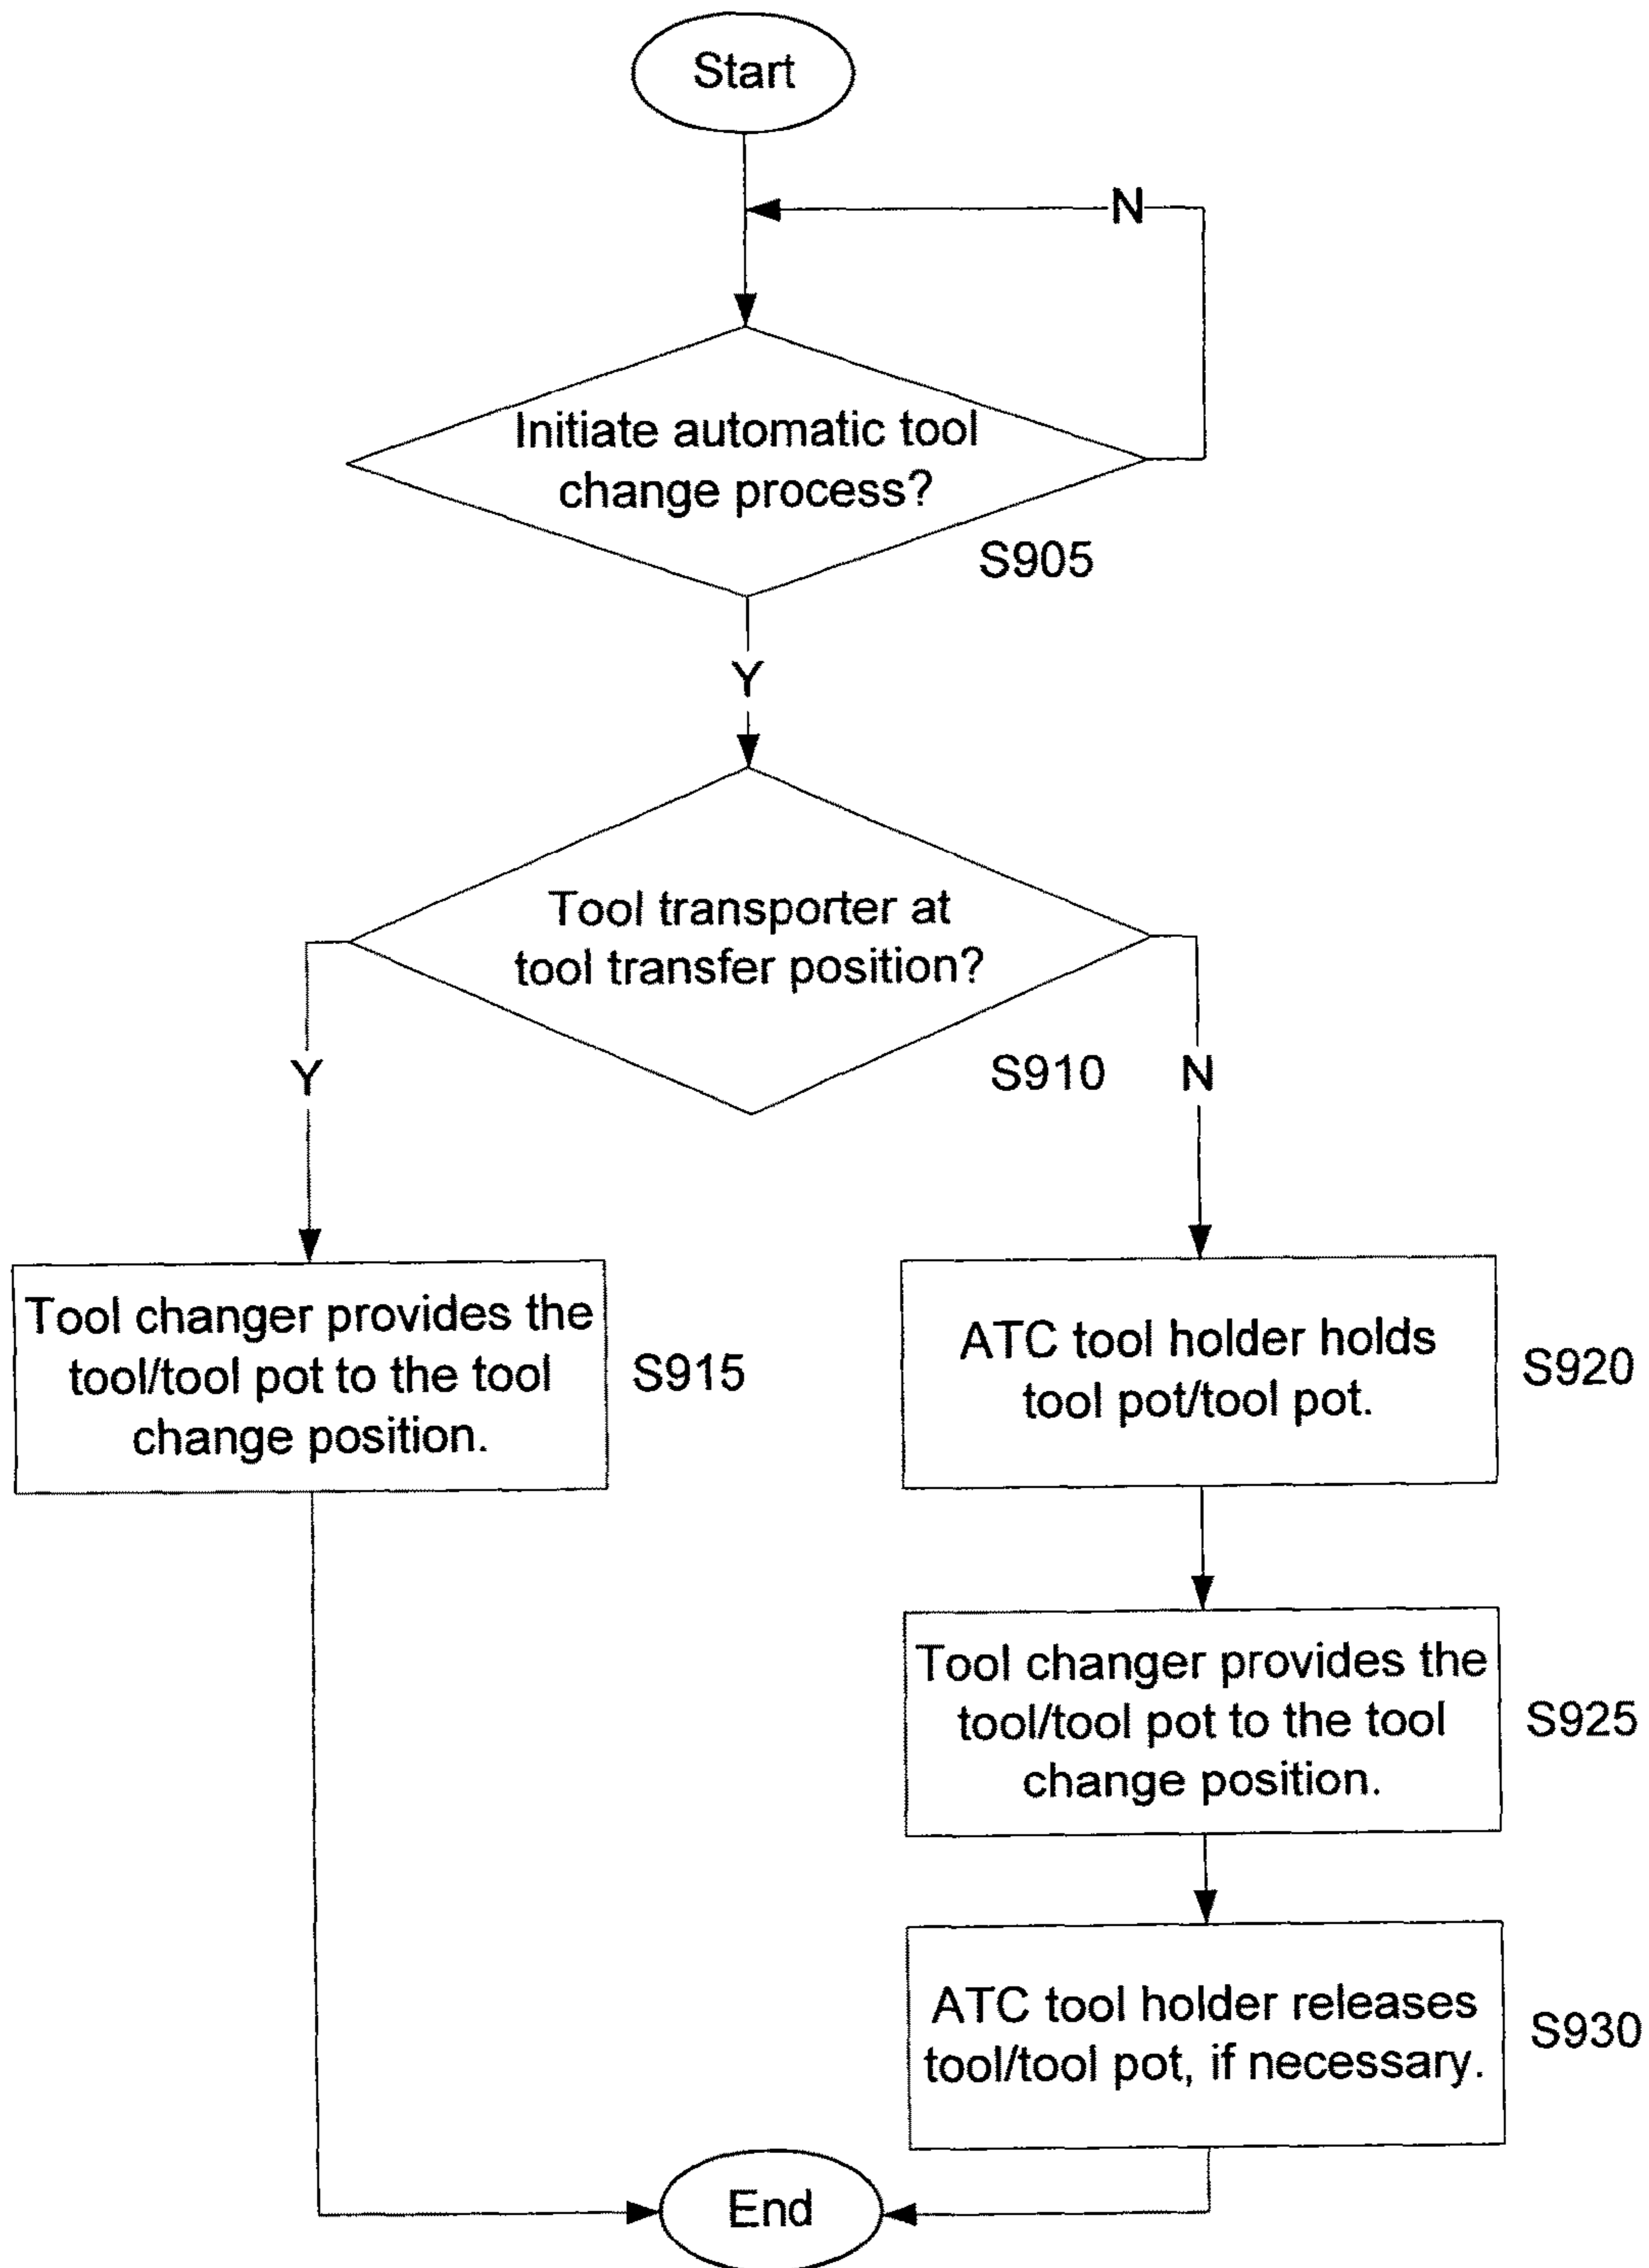 Start
N
Initiate automatic tool
change process?
S905
Y
Tool transporter at
tool transfer position?
S910
Y
N
Tool changer provides the
tool/tool pot to the tool
change position.
S915
ATC tool holder holds
tool pot/tool pot.
S920
Tool changer provides the
tool/tool pot to the tool
change position.
S925
ATC tool holder releases
tool/tool pot, if necessary.
S930
End